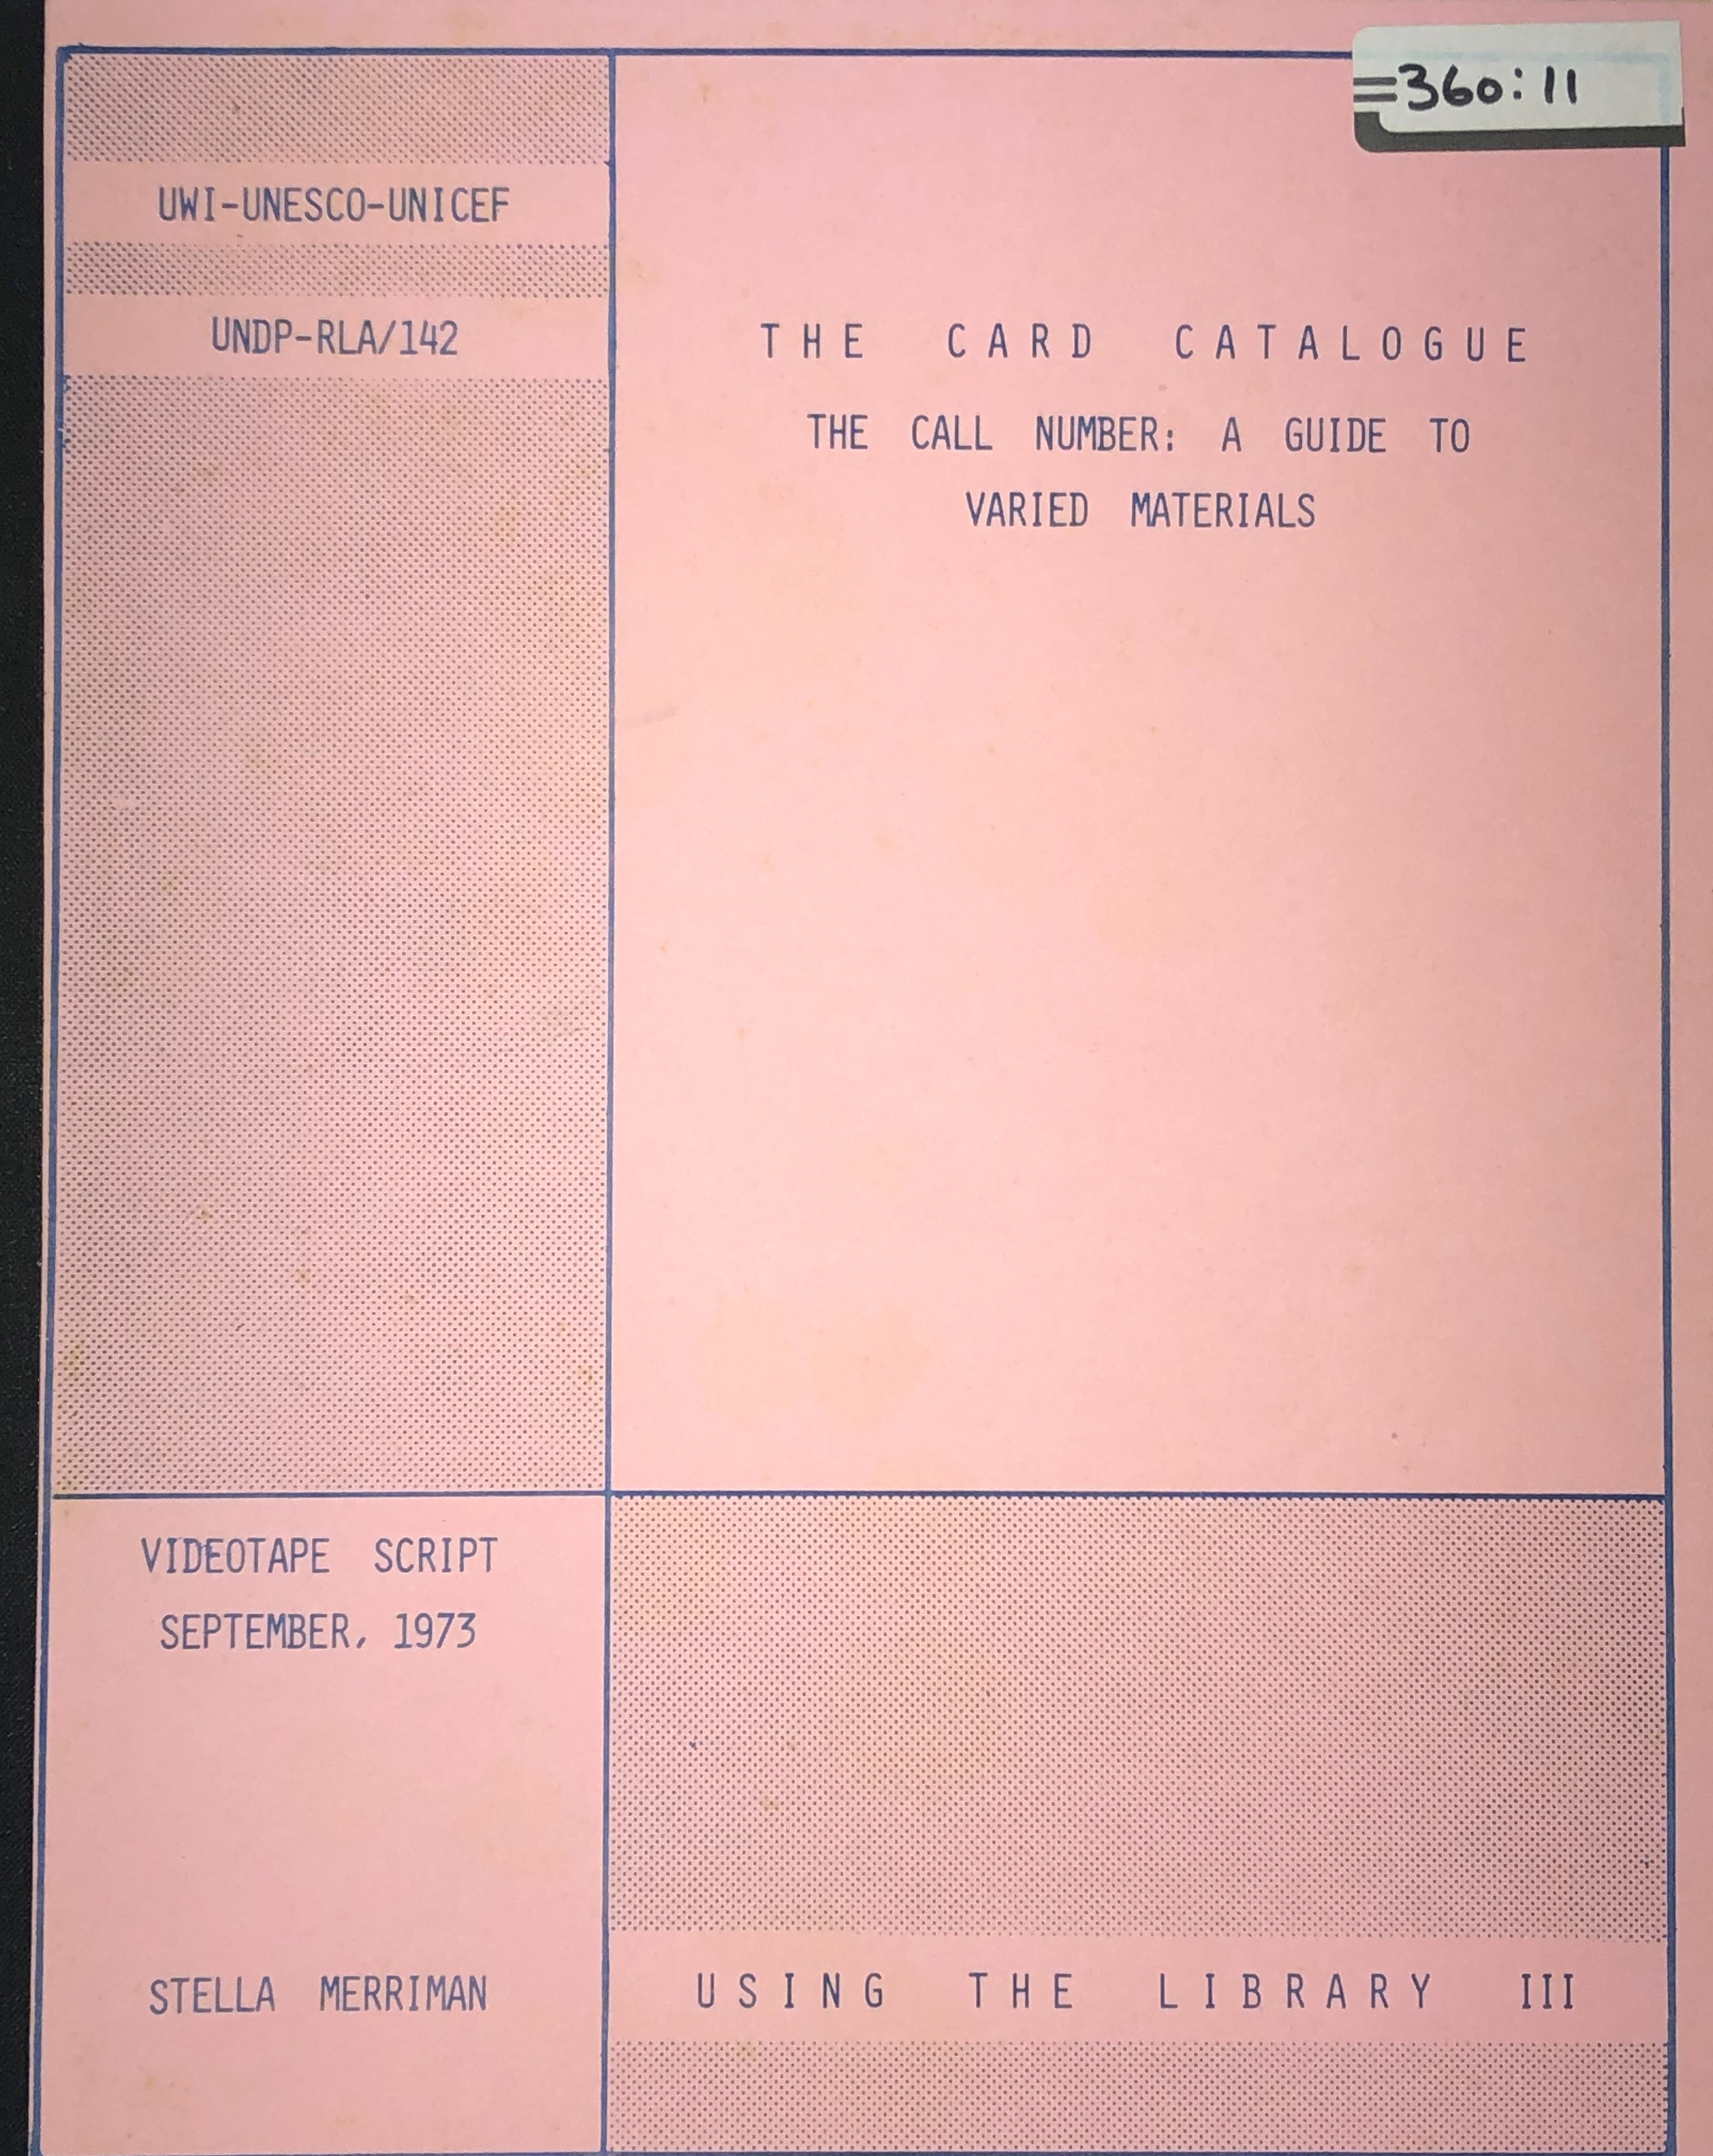 =360:11
UWI-UNESCO-UNICEF
UNDP-RLA/142
THE CARD CATALOGUE
THE CALL NUMBER: A GUIDE TO
VARIED MATERIALS
VIDEOTAPE SCRIPT
SEPTEMBER, 1973
STELLA MERRIMAN
USING THE LIBRARY III